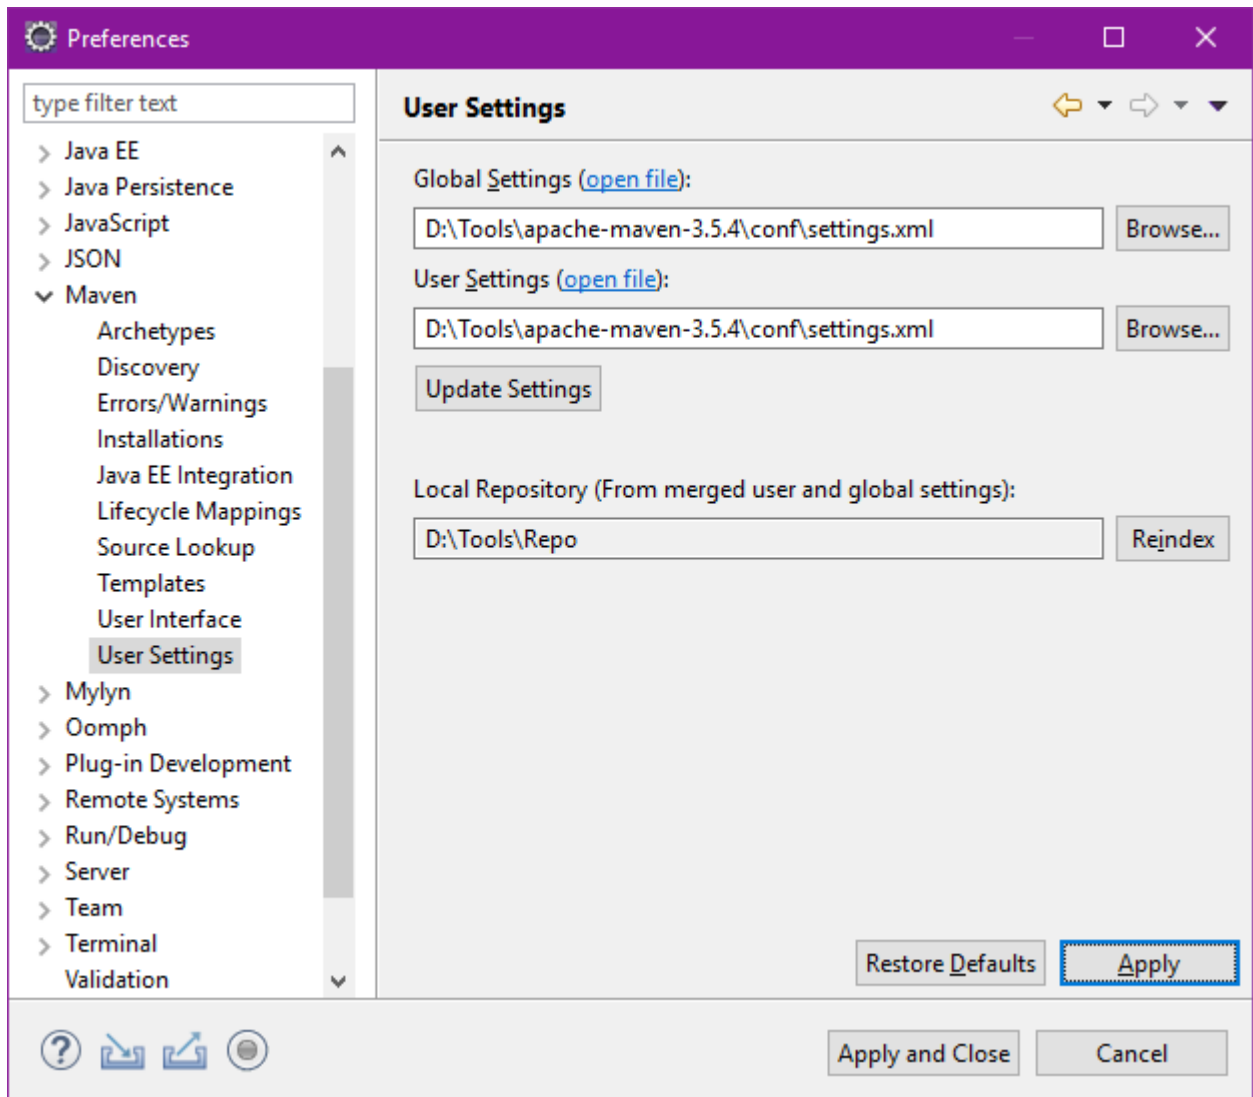 Preferences
type filter text
Java EE
Java Persistence
JavaScript
JSON
Maven
Archetypes
Discovery
Errors/Warnings
Installations
Java EE Integration
Lifecycle Mappings
Source Lookup
Templates
User Interface
User Settings
Mylyn
Oomph
Plug-in Development
Remote Systems
Run/Debug
Server
Team
Terminal
Validation
User Settings
Global Settings (open file):
D:\Tools\apache-maven-3.5.4\conf\settings.xml
Browse...
User Settings (open file):
D:\Tools\apache-maven-3.5.4\conf\settings.xml
Browse...
Update Settings
Local Repository (From merged user and global settings):
D:\Tools\Repo
Reindex
Restore Defaults
Apply
?
Apply and Close
Cancel